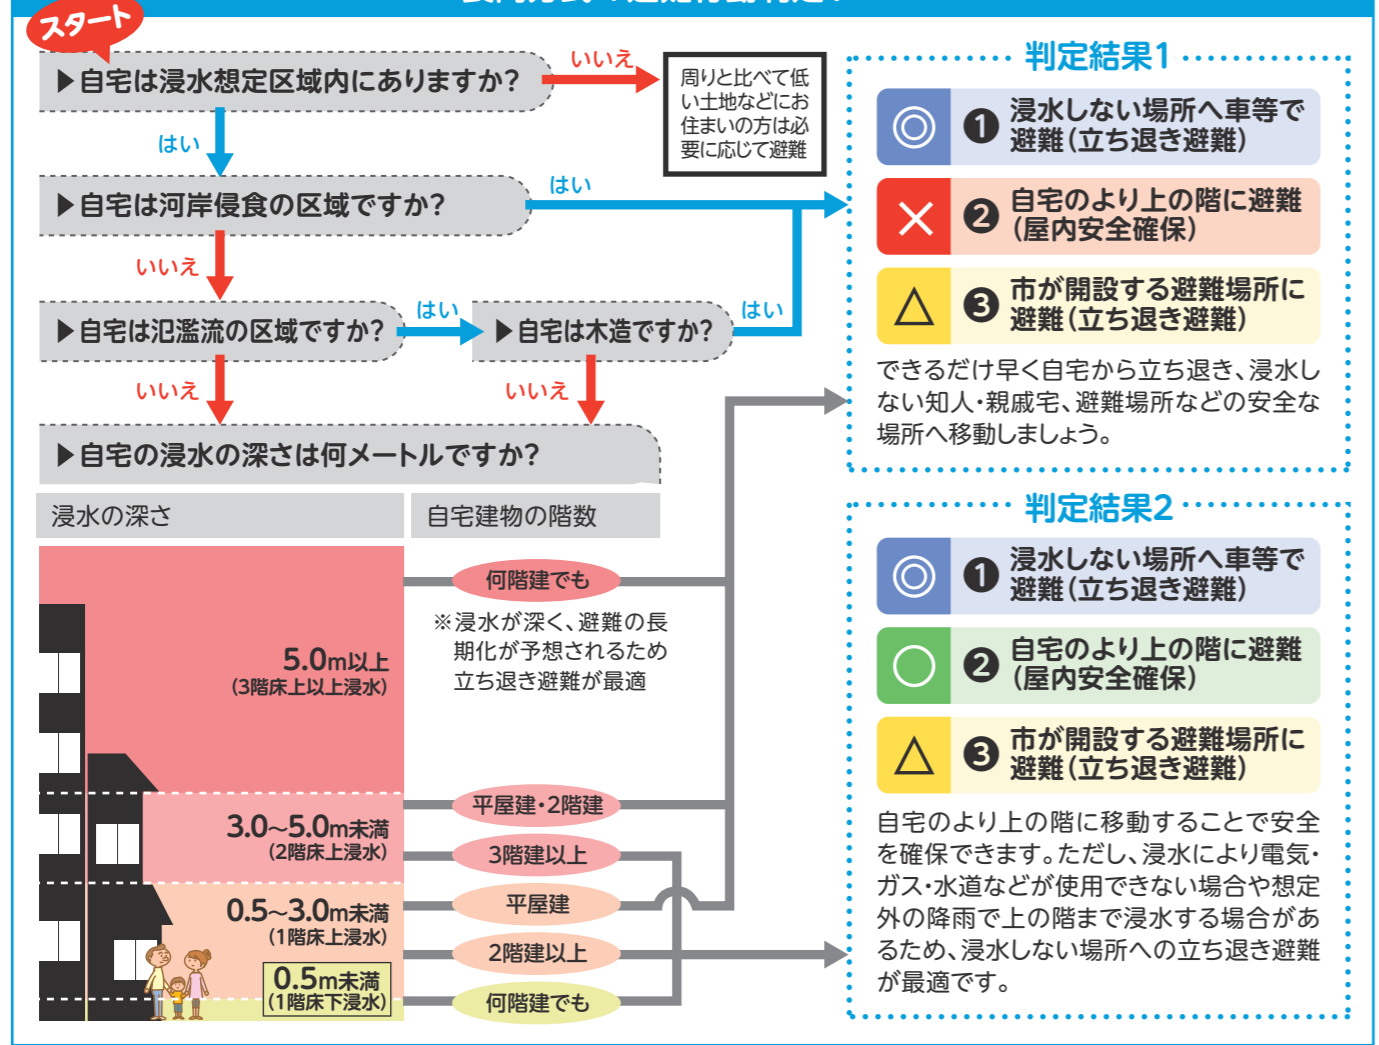 スタート
▶自宅は浸水想定区域内にありますか?
いいえ
周りと比べて低
い土地などにお
住まいの方は必
要に応じて避難
はい
▶自宅は河岸侵食の区域ですか?
はい
いいえ
▶自宅は氾濫流の区域ですか?
はい
▶自宅は木造ですか?
はい
いいえ
いいえ
▶自宅の浸水の深さは何メートルですか?
浸水の深さ
自宅建物の階数
5.0m以上
(3階床上以上浸水)
何階建でも
※浸水が深く、避難の長
期化が予想されるため
立ち退き避難が最適
3.0～5.0m未満
(2階床上浸水)
平屋建・2階建
3階建以上
0.5～3.0m未満
(1階床上浸水)
平屋建
2階建以上
0.5m未満
(1階床下浸水)
何階建でも
判定結果1
◎ ❶ 浸水しない場所へ車等で
避難(立ち退き避難)
× ❷ 自宅のより上の階に避難
(屋内安全確保)
△ ❸ 市が開設する避難場所に
避難(立ち退き避難)
できるだけ早く自宅から立ち退き、浸水し
ない知人・親戚宅、避難場所などの安全な
場所へ移動しましょう。
判定結果2
◎ ❶ 浸水しない場所へ車等で
避難(立ち退き避難)
○ ❷ 自宅のより上の階に避難
(屋内安全確保)
△ ❸ 市が開設する避難場所に
避難(立ち退き避難)
自宅のより上の階に移動することで安全
を確保できます。ただし、浸水により電気・
ガス・水道などが使用できない場合や想定
外の降雨で上の階まで浸水する場合があ
るため、浸水しない場所への立ち退き避難
が最適です。